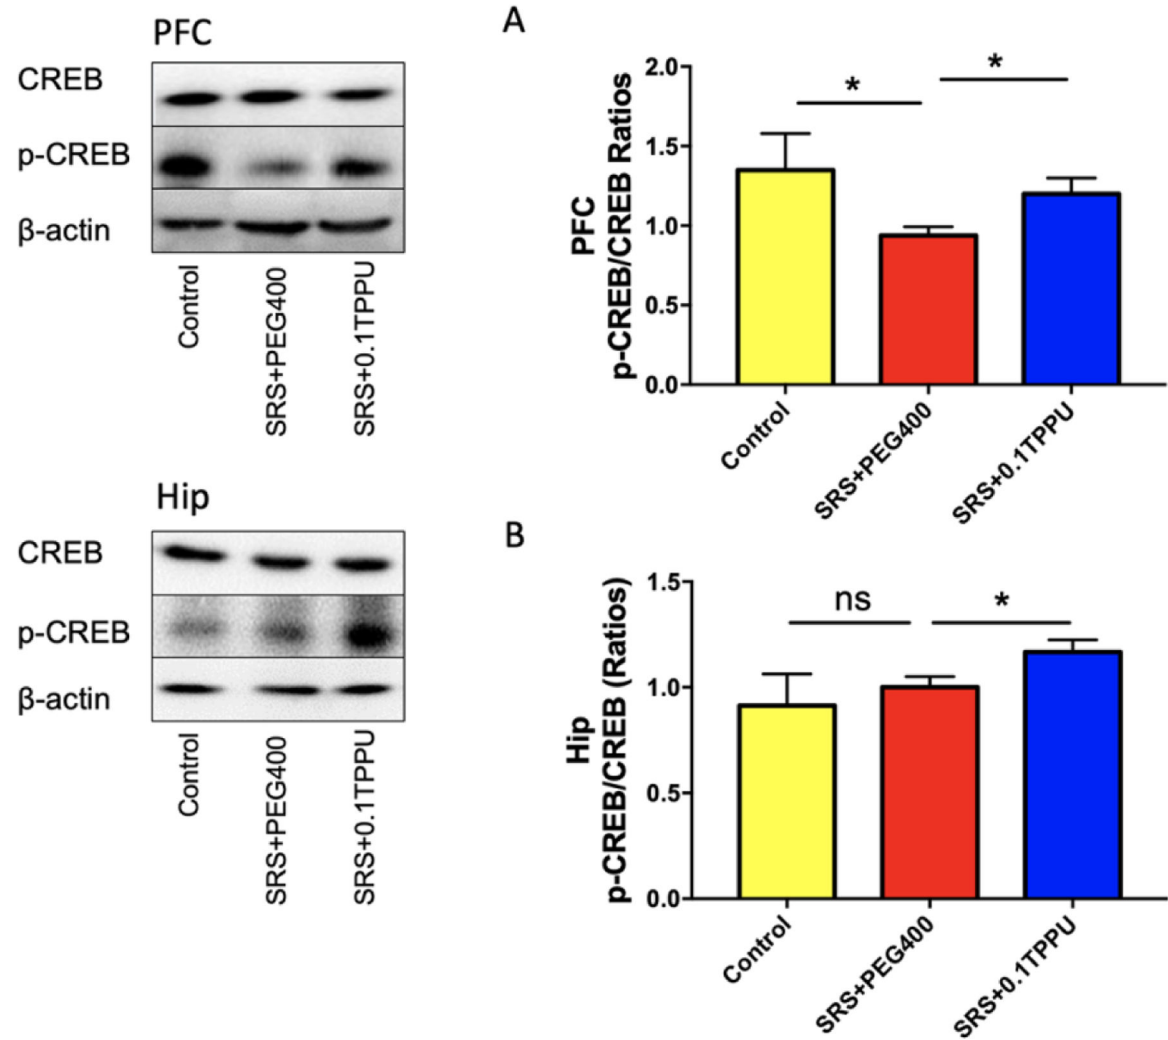 PFC
CREB
p-CREB
β-actin
Control
SRS+PEG400
SRS+0.1TPPU
Hip
CREB
p-CREB
β-actin
Control
SRS+PEG400
SRS+0.1TPPU
A
PFC
p-CREB/CREB Ratios
2.0
1.5
1.0
0.5
0.0
*
*
Control
SRS+PEG400
SRS+0.1TPPU
B
Hip
p-CREB/CREB (Ratios)
1.5
1.0
0.5
0.0
ns
*
Control
SRS+PEG400
SRS+0.1TPPU